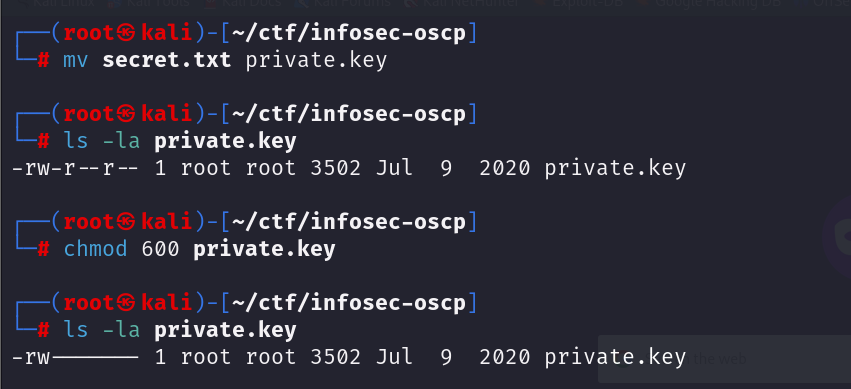 ┌──(root㉿kali)-[~/ctf/infosec-oscp]
└─# mv secret.txt private.key
┌──(root㉿kali)-[~/ctf/infosec-oscp]
└─# ls -la private.key
-rw-r--r-- 1 root root 3502 Jul  9  2020 private.key
┌──(root㉿kali)-[~/ctf/infosec-oscp]
└─# chmod 600 private.key
┌──(root㉿kali)-[~/ctf/infosec-oscp]
└─# ls -la private.key
-rw------- 1 root root 3502 Jul  9  2020 private.key